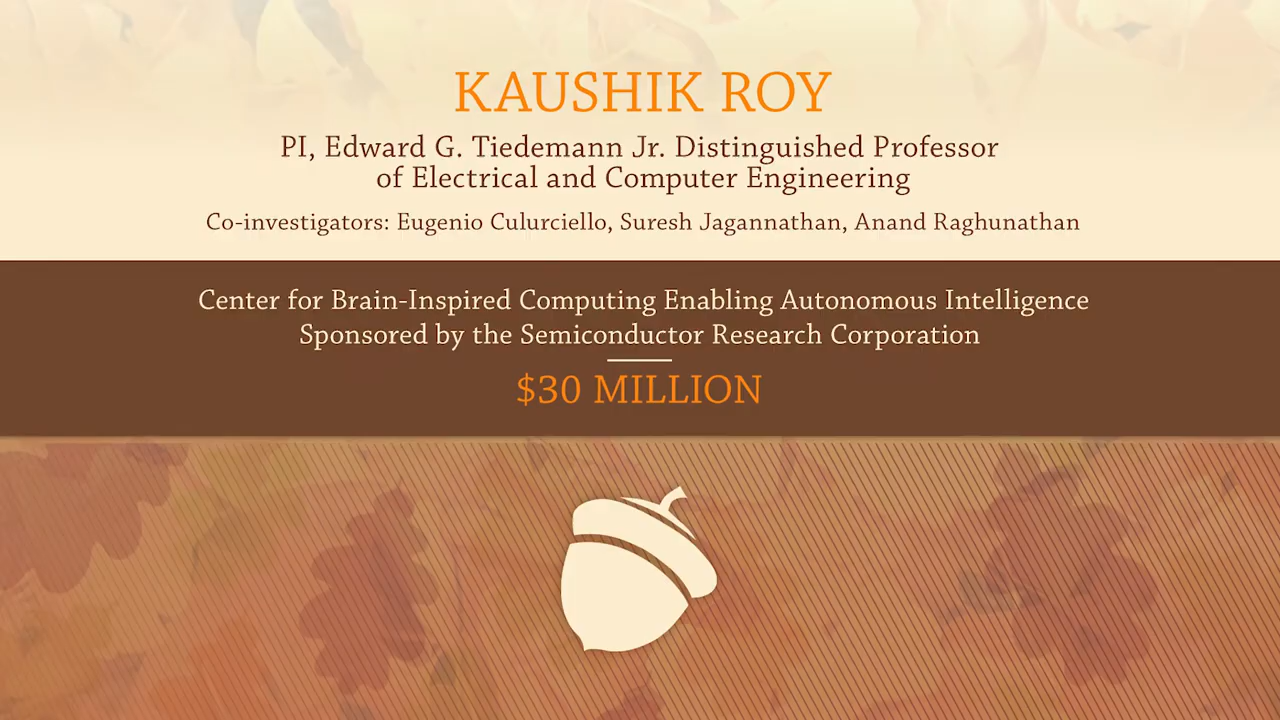 KAUSHIK ROY
PI, Edward G. Tiedemann Jr. Distinguished Professor
of Electrical and Computer Engineering
Co-investigators: Eugenio Culurciello, Suresh Jagannathan, Anand Raghunathan
Center for Brain-Inspired Computing Enabling Autonomous Intelligence
Sponsored by the Semiconductor Research Corporation
$30 MILLION